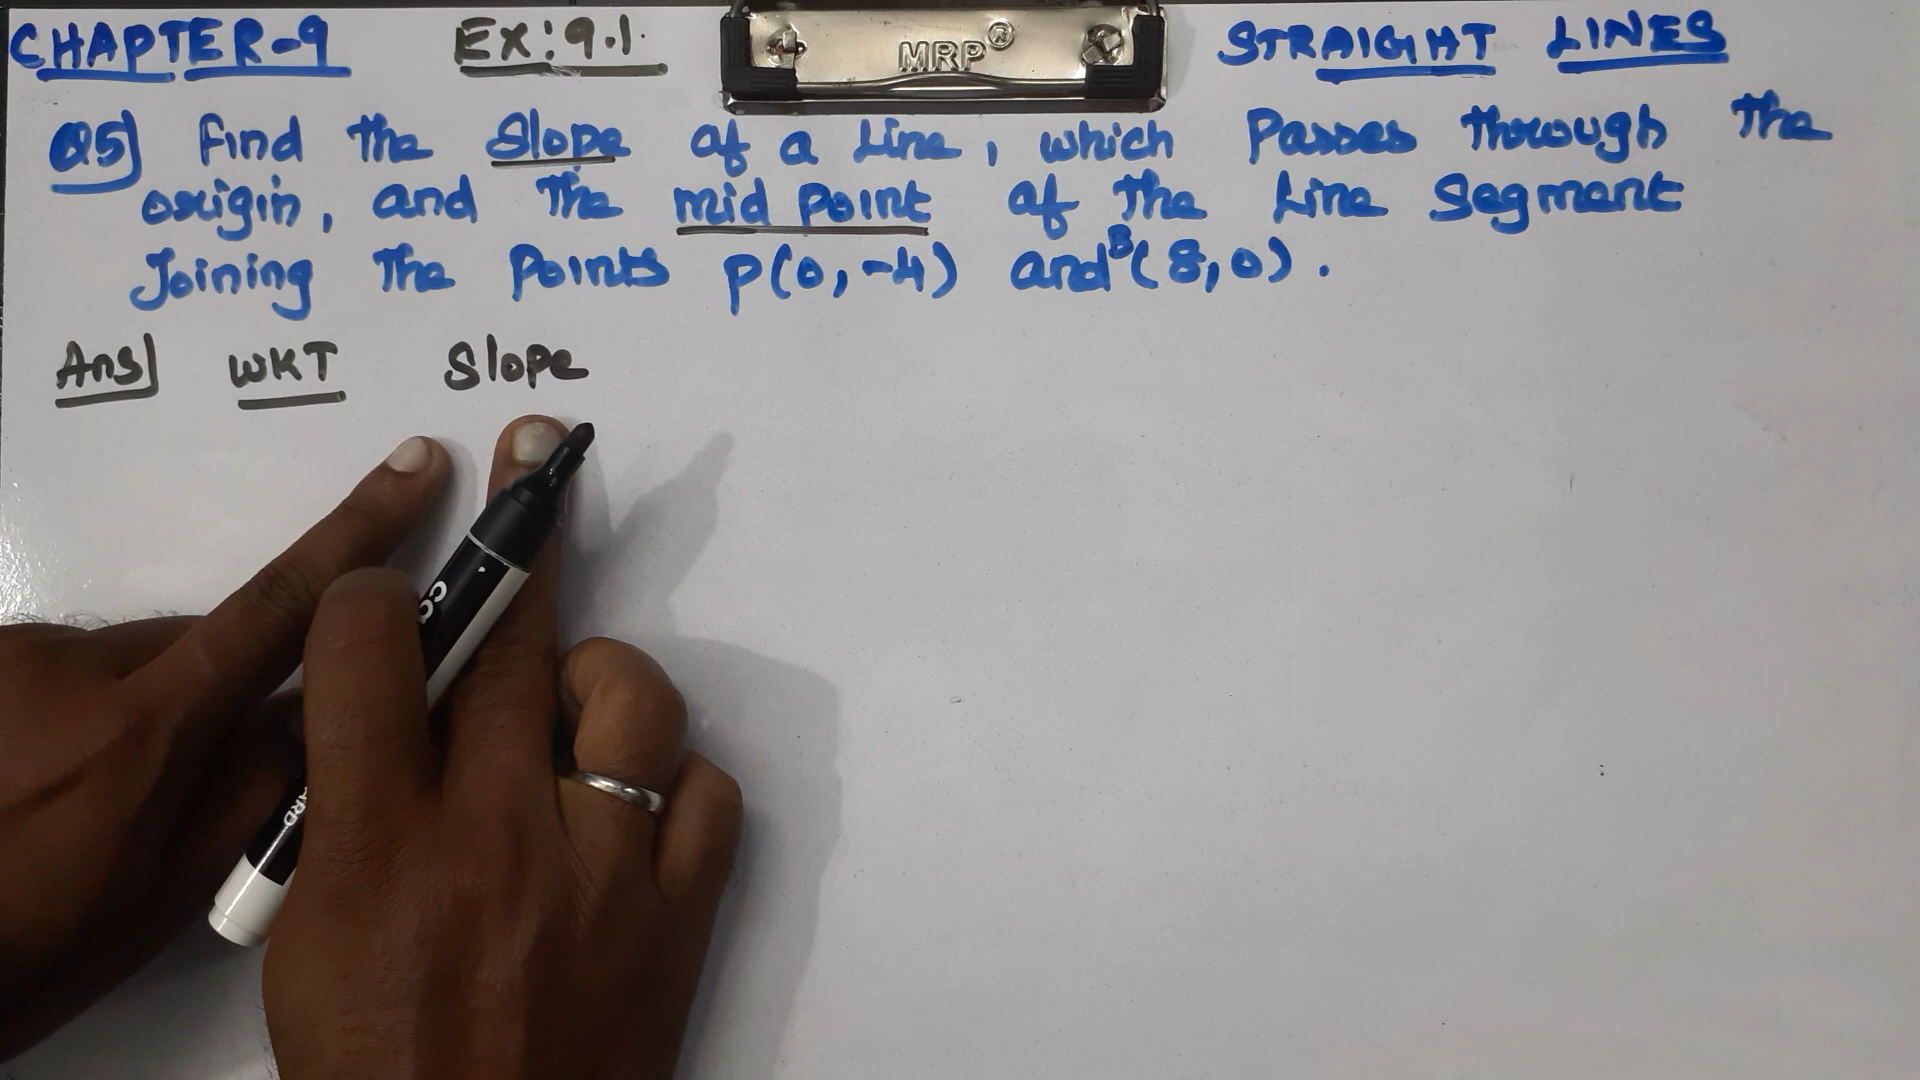 CHAPTER-9 EX:9.1. MRP® STRAIGHT LINES
Q5) Find the Slope of a Line, which Passes through the
origin, and the mid point of the Line Segment
Joining the Points P(0,-4) and B(8,0).
Ans) WKT Slope